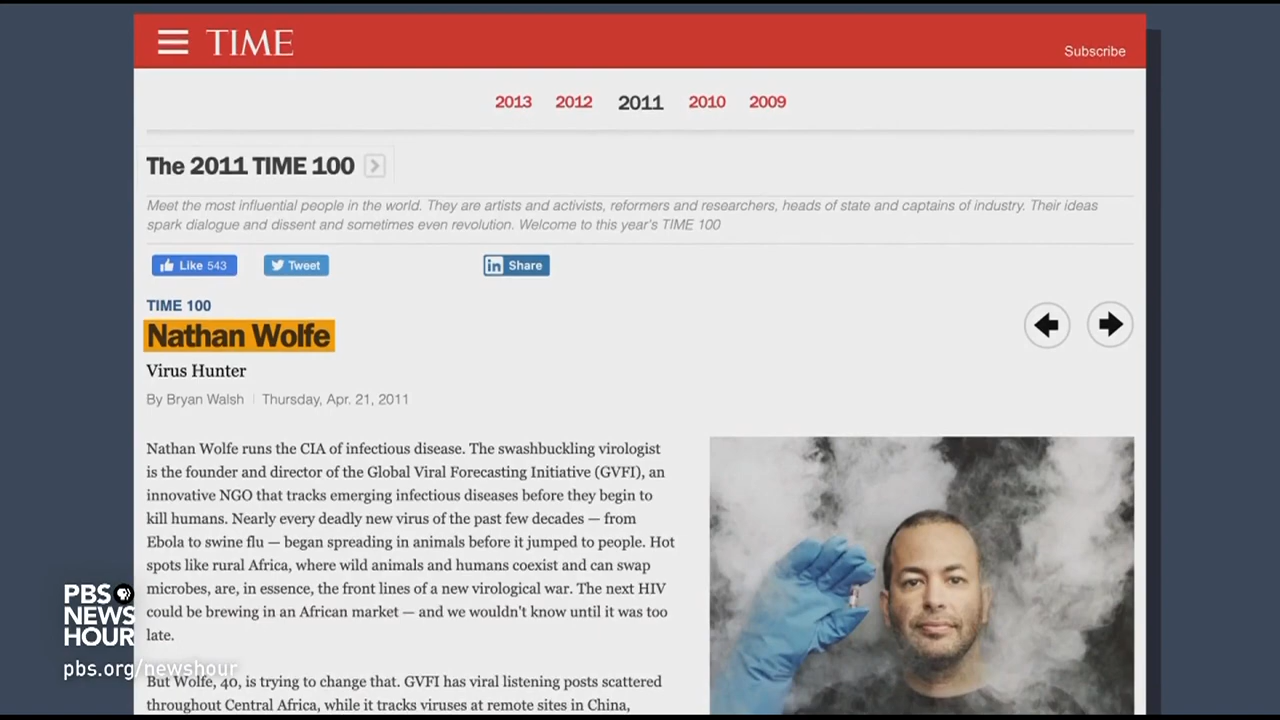 TIME
Subscribe
2013 2012 2011 2010 2009
The 2011 TIME 100
Meet the most influential people in the world. They are artists and activists, reformers and researchers, heads of state and captains of industry. Their ideas
spark dialogue and dissent and sometimes even revolution. Welcome to this year's TIME 100
Like 543 Tweet in Share
TIME 100
Nathan Wolfe
Virus Hunter
By Bryan Walsh | Thursday, Apr. 21, 2011
Nathan Wolfe runs the CIA of infectious disease. The swashbuckling virologist
is the founder and director of the Global Viral Forecasting Initiative (GVFI), an
innovative NGO that tracks emerging infectious diseases before they begin to
kill humans. Nearly every deadly new virus of the past few decades — from
Ebola to swine flu — began spreading in animals before it jumped to people. Hot
spots like rural Africa, where wild animals and humans coexist and can swap
microbes, are, in essence, the front lines of a new virological war. The next HIV
could be brewing in an African market — and we wouldn't know until it was too
late.
But Wolfe, 40, is trying to change that. GVFI has viral listening posts scattered
throughout Central Africa, while it tracks viruses at remote sites in China,
PBS
NEWS
HOUR
pbs.org/newshour